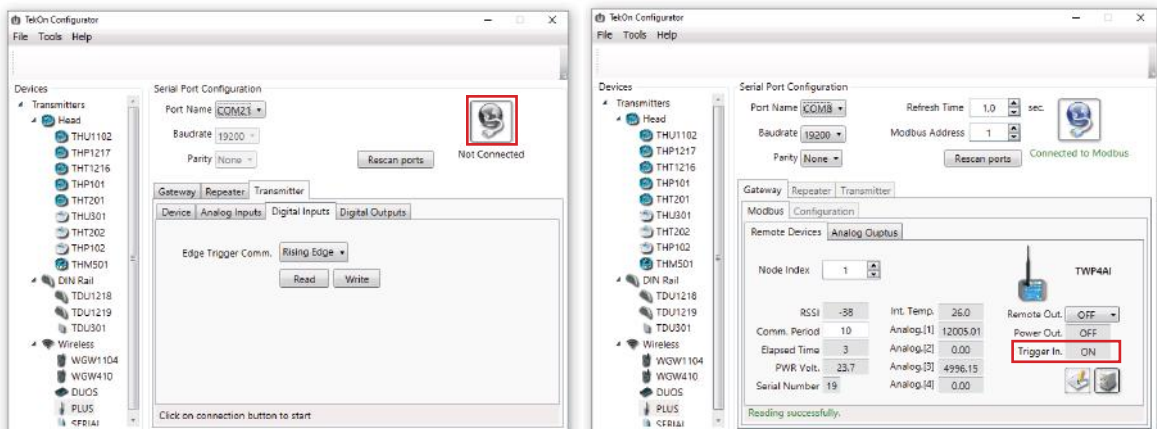 TekOn Configurator
File Tools Help
Devices
Transmitters
Head
THU1102
THP1217
THT1216
THP101
THT201
THU301
THT202
THP102
THM501
DIN Rail
TDU1218
TDU1219
TDU301
Wireless
WGW1104
WGW410
DUOS
PLUS
SERIAL
Serial Port Configuration
Port Name COM21
Baudrate 19200
Parity None
Rescan ports
Not Connected
Gateway Repeater Transmitter
Device Analog Inputs Digital Inputs Digital Outputs
Edge Trigger Comm. Rising Edge
Read Write
Click on connection button to start
TekOn Configurator
File Tools Help
Devices
Transmitters
Head
THU1102
THP1217
THT1216
THP101
THT201
THU301
THT202
THP102
THM501
DIN Rail
TDU1218
TDU1219
TDU301
Wireless
WGW1104
WGW410
DUOS
PLUS
SERIAL
Serial Port Configuration
Port Name COM8 Refresh Time 1,0 sec.
Baudrate 19200 Modbus Address 1
Parity None Rescan ports Connected to Modbus
Gateway Repeater Transmitter
Modbus Configuration
Remote Devices Analog Ouptus
Node Index 1 TWP4AI
RSSI -38 Int. Temp. 26.0 Remote Out. OFF
Comm. Period 10 Analog.[1] 12005.01 Power Out. OFF
Elapsed Time 3 Analog.[2] 0.00 Trigger In. ON
PWR Volt. 23.7 Analog.[3] 4996.15
Serial Number 19 Analog.[4] 0.00
Reading successfully.